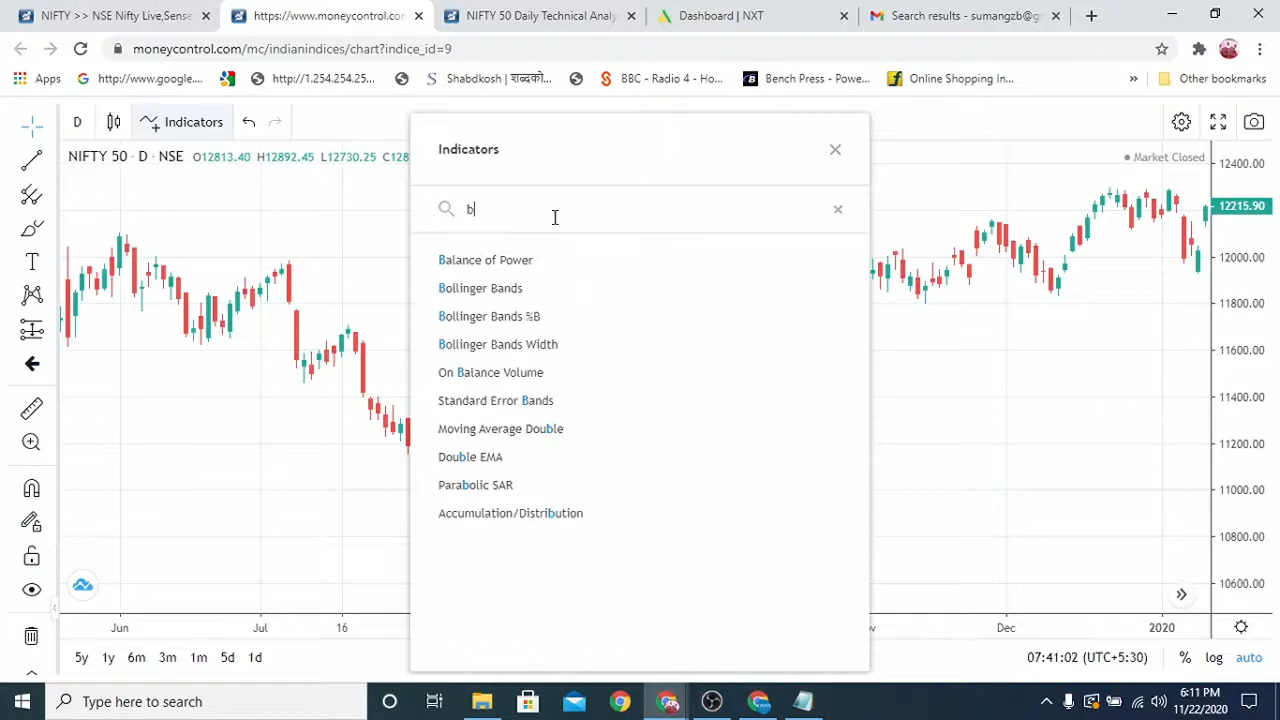 NIFTY >> NSE Nifty Live,Sense
https://www.moneycontrol.con
NIFTY 50 Daily Technical Analy
Dashboard | NXT
Search results - sumangzb@gr
moneycontrol.com/mc/indianindices/chart?indice_id=9
Apps
http://www.google....
http://1.254.254.25...
Shabdkosh | शब्दको...
BBC - Radio 4 - Ho...
Bench Press - Powe...
Online Shopping In...
»
Other bookmarks
D
Indicators
NIFTY 50 - D - NSE O12813.40 H12892.45 L12730.25 C128
Market Closed
Indicators
b
Balance of Power
Bollinger Bands
Bollinger Bands %B
Bollinger Bands Width
On Balance Volume
Standard Error Bands
Moving Average Double
Double EMA
Parabolic SAR
Accumulation/Distribution
12400.00
12215.90
12000.00
11800.00
11600.00
11400.00
11200.00
11000.00
10800.00
10600.00
Jun
Jul
16
Dec
2020
5y 1y 6m 3m 1m 5d 1d
07:41:02 (UTC+5:30)
% log auto
Type here to search
6:11 PM
11/22/2020